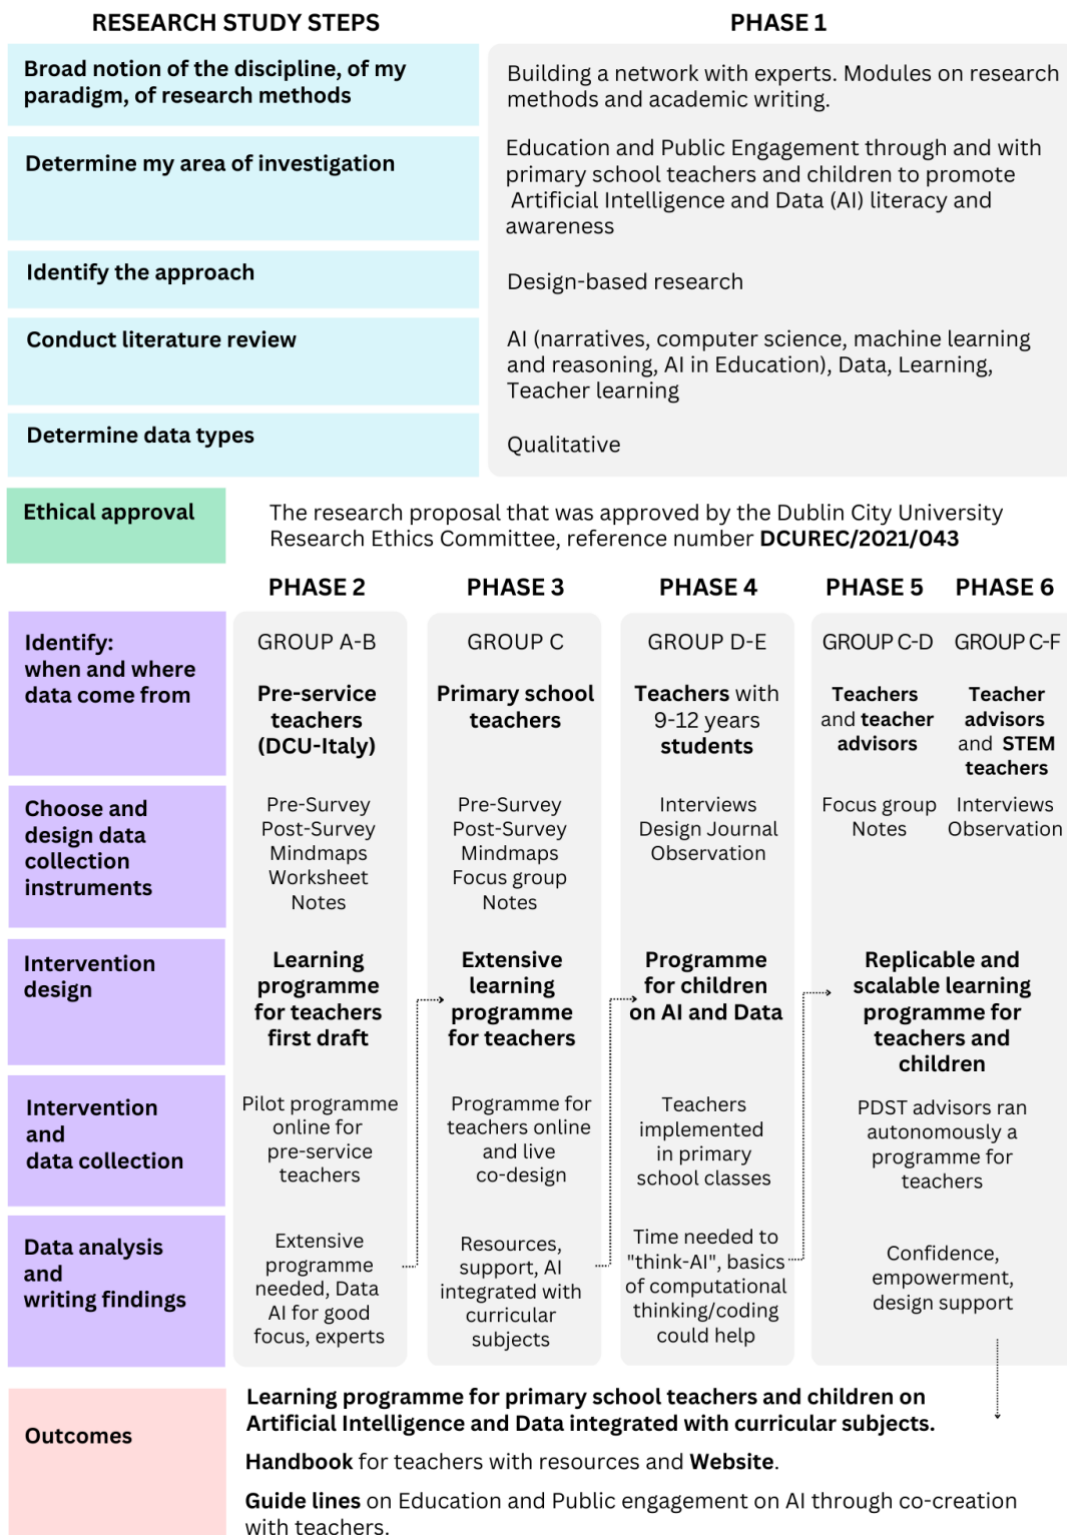 RESEARCH STUDY STEPS
PHASE 1
Broad notion of the discipline, of my
paradigm, of research methods
Building a network with experts. Modules on research
methods and academic writing.
Determine my area of investigation
Education and Public Engagement through and with
primary school teachers and children to promote
Artificial Intelligence and Data (AI) literacy and
awareness
Identify the approach
Design-based research
Conduct literature review
AI (narratives, computer science, machine learning
and reasoning, AI in Education), Data, Learning,
Teacher learning
Determine data types
Qualitative
Ethical approval
The research proposal that was approved by the Dublin City University
Research Ethics Committee, reference number DCUREC/2021/043
PHASE 2
PHASE 3
PHASE 4
PHASE 5
PHASE 6
Identify:
when and where
data come from
GROUP A-B
Pre-service
teachers
(DCU-Italy)
GROUP C
Primary school
teachers
GROUP D-E
Teachers with
9-12 years
students
GROUP C-D
Teachers
and teacher
advisors
GROUP C-F
Teacher
advisors
and STEM
teachers
Choose and
design data
collection
instruments
Pre-Survey
Post-Survey
Mindmaps
Worksheet
Notes
Pre-Survey
Post-Survey
Mindmaps
Focus group
Notes
Interviews
Design Journal
Observation
Focus group
Notes
Interviews
Observation
Intervention
design
Learning
programme
for teachers
first draft
Extensive
learning
programme
for teachers
Programme
for children
on AI and Data
Replicable and
scalable learning
programme for
teachers and
children
Intervention
and
data collection
Pilot programme
online for
pre-service
teachers
Programme for
teachers online
and live
co-design
Teachers
implemented
in primary
school classes
PDST advisors ran
autonomously a
programme for
teachers
Data analysis
and
writing findings
Extensive
programme
needed, Data
AI for good
focus, experts
Resources,
support, AI
integrated with
curricular
subjects
Time needed to
"think-AI", basics
of computational
thinking/coding
could help
Confidence,
empowerment,
design support
Outcomes
Learning programme for primary school teachers and children on
Artificial Intelligence and Data integrated with curricular subjects.
Handbook for teachers with resources and Website.
Guide lines on Education and Public engagement on AI through co-creation
with teachers.